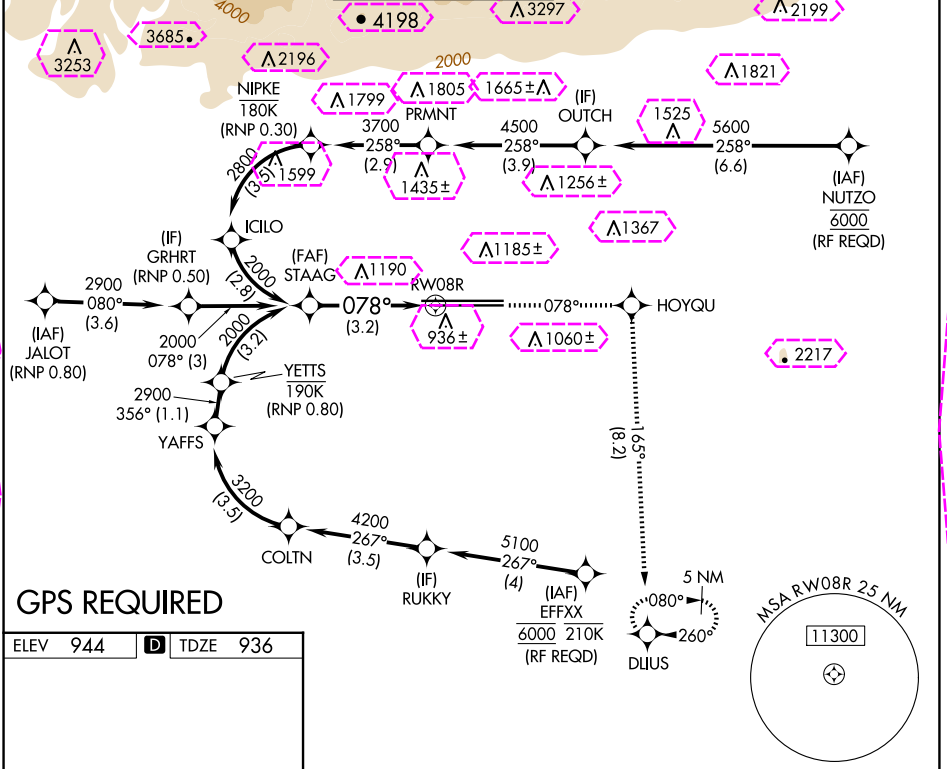 4000
4198
3297
2199
3685
3253
2196
2000
1821
NIPKE
180K
(RNP 0.30)
1799
1805
1665±
PRMNT
(IF)
OUTCH
1525
3700
258°
(2.9)
4500
258°
(3.9)
5600
258°
(6.6)
2800
(3.5)
1599
1435±
1256±
(IAF)
NUTZO
6000
(RF REQD)
1367
ICILO
(IF)
GRHRT
(RNP 0.50)
2000
(2.8)
(FAF)
STAAG
1190
1185±
RW08R
2900
080°
(3.6)
078°
(3.2)
078°
HOYQU
(IAF)
JALOT
(RNP 0.80)
2000
078° (3)
2000
(3.2)
936±
1060±
2217
YETTS
190K
(RNP 0.80)
2900
356° (1.1)
YAFFS
165°
(8.2)
3200
(3.5)
COLTN
4200
267°
(3.5)
(IF)
RUKKY
5100
267°
(4)
(IAF)
EFFXX
6000 210K
(RF REQD)
5 NM
080°
260°
DLIUS
GPS REQUIRED
ELEV 944 D TDZE 936
MSA RW08R 25 NM
11300